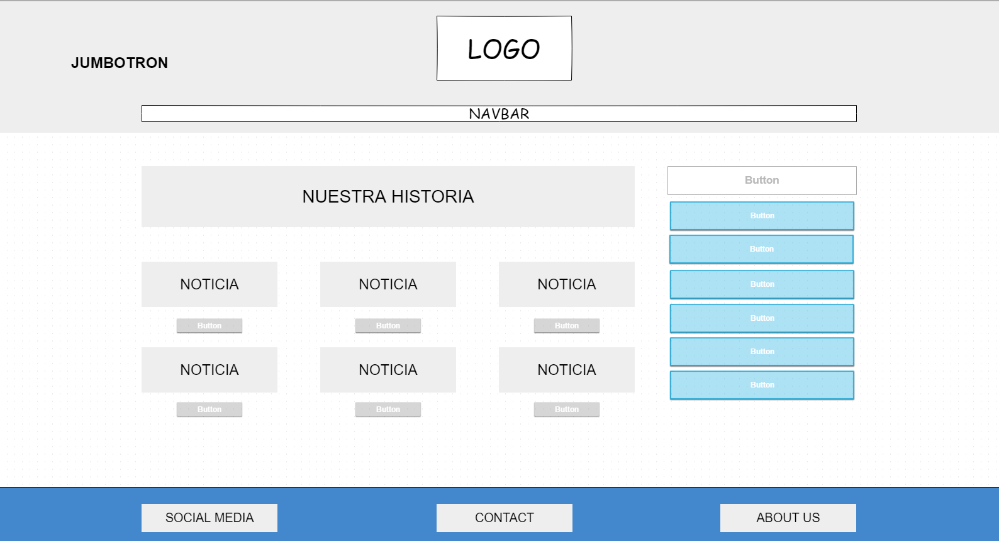 LOGO
JUMBOTRON
NAVBAR
NUESTRA HISTORIA
NOTICIA
NOTICIA
NOTICIA
Button
Button
Button
NOTICIA
NOTICIA
NOTICIA
Button
Button
Button
Button
Button
Button
Button
Button
Button
Button
SOCIAL MEDIA
CONTACT
ABOUT US